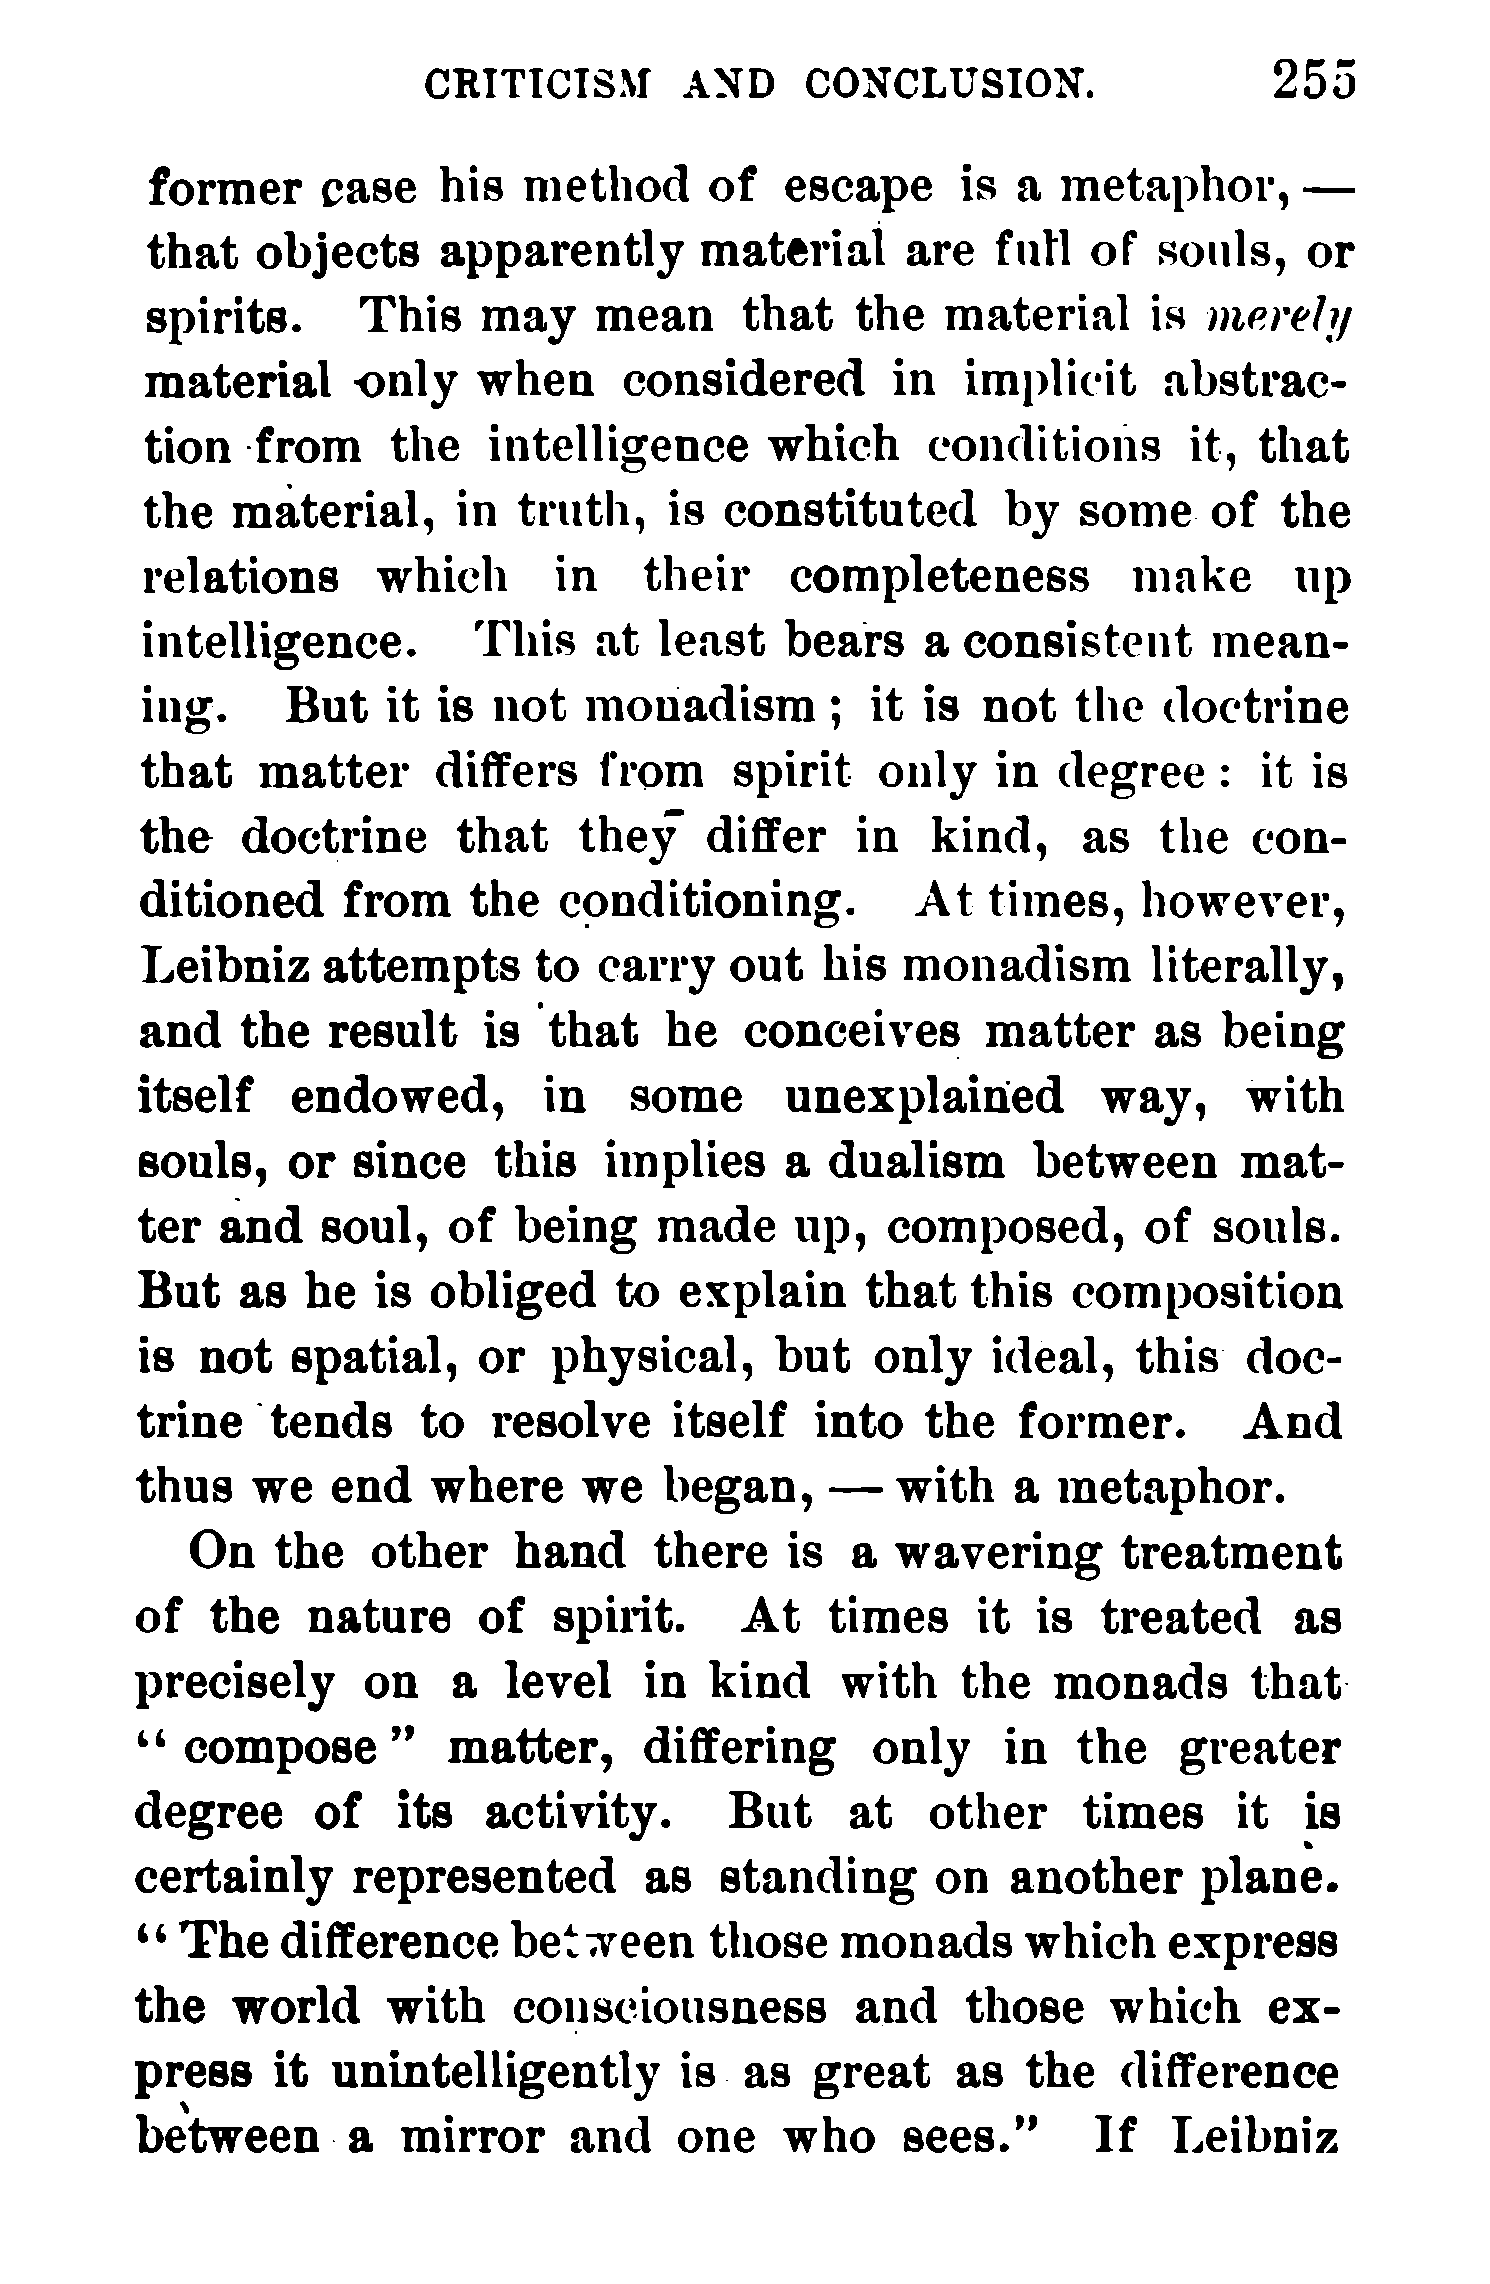 CRITICISM AND CONCLUSION. 255
former case his method of escape is a metaphor, —
that objects apparently material are full of souls, or
spirits. This may mean that the material is merely
material only when considered in implicit abstrac-
tion from the intelligence which conditions it, that
the material, in truth, is constituted by some of the
relations which in their completeness make up
intelligence. This at least bears a consistent mean-
ing. But it is not monadism; it is not the doctrine
that matter differs from spirit only in degree: it is
the doctrine that they differ in kind, as the con-
ditioned from the conditioning. At times, however,
Leibniz attempts to carry out his monadism literally,
and the result is that he conceives matter as being
itself endowed, in some unexplained way, with
souls, or since this implies a dualism between mat-
ter and soul, of being made up, composed, of souls.
But as he is obliged to explain that this composition
is not spatial, or physical, but only ideal, this doc-
trine tends to resolve itself into the former. And
thus we end where we began, — with a metaphor.
On the other hand there is a wavering treatment
of the nature of spirit. At times it is treated as
precisely on a level in kind with the monads that
"compose" matter, differing only in the greater
degree of its activity. But at other times it is
certainly represented as standing on another plane.
"The difference between those monads which express
the world with consciousness and those which ex-
press it unintelligently is as great as the difference
between a mirror and one who sees." If Leibniz